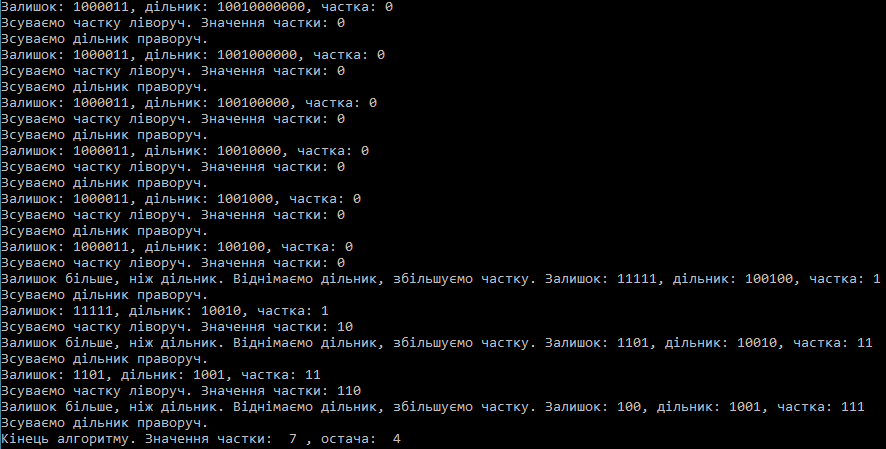 Залишок: 1000011, дільник: 10010000000, частка: 0
Зсуваємо частку ліворуч. Значення частки: 0
Зсуваємо дільник праворуч.
Залишок: 1000011, дільник: 1001000000, частка: 0
Зсуваємо частку ліворуч. Значення частки: 0
Зсуваємо дільник праворуч.
Залишок: 1000011, дільник: 100100000, частка: 0
Зсуваємо частку ліворуч. Значення частки: 0
Зсуваємо дільник праворуч.
Залишок: 1000011, дільник: 10010000, частка: 0
Зсуваємо частку ліворуч. Значення частки: 0
Зсуваємо дільник праворуч.
Залишок: 1000011, дільник: 1001000, частка: 0
Зсуваємо частку ліворуч. Значення частки: 0
Зсуваємо дільник праворуч.
Залишок: 1000011, дільник: 100100, частка: 0
Зсуваємо частку ліворуч. Значення частки: 0
Залишок більше, ніж дільник. Віднімаємо дільник, збільшуємо частку. Залишок: 11111, дільник: 100100, частка: 1
Зсуваємо дільник праворуч.
Залишок: 11111, дільник: 10010, частка: 1
Зсуваємо частку ліворуч. Значення частки: 10
Залишок більше, ніж дільник. Віднімаємо дільник, збільшуємо частку. Залишок: 1101, дільник: 10010, частка: 11
Зсуваємо дільник праворуч.
Залишок: 1101, дільник: 1001, частка: 11
Зсуваємо частку ліворуч. Значення частки: 110
Залишок більше, ніж дільник. Віднімаємо дільник, збільшуємо частку. Залишок: 100, дільник: 1001, частка: 111
Зсуваємо дільник праворуч.
Кінець алгоритму. Значення частки:  7 , остача:  4